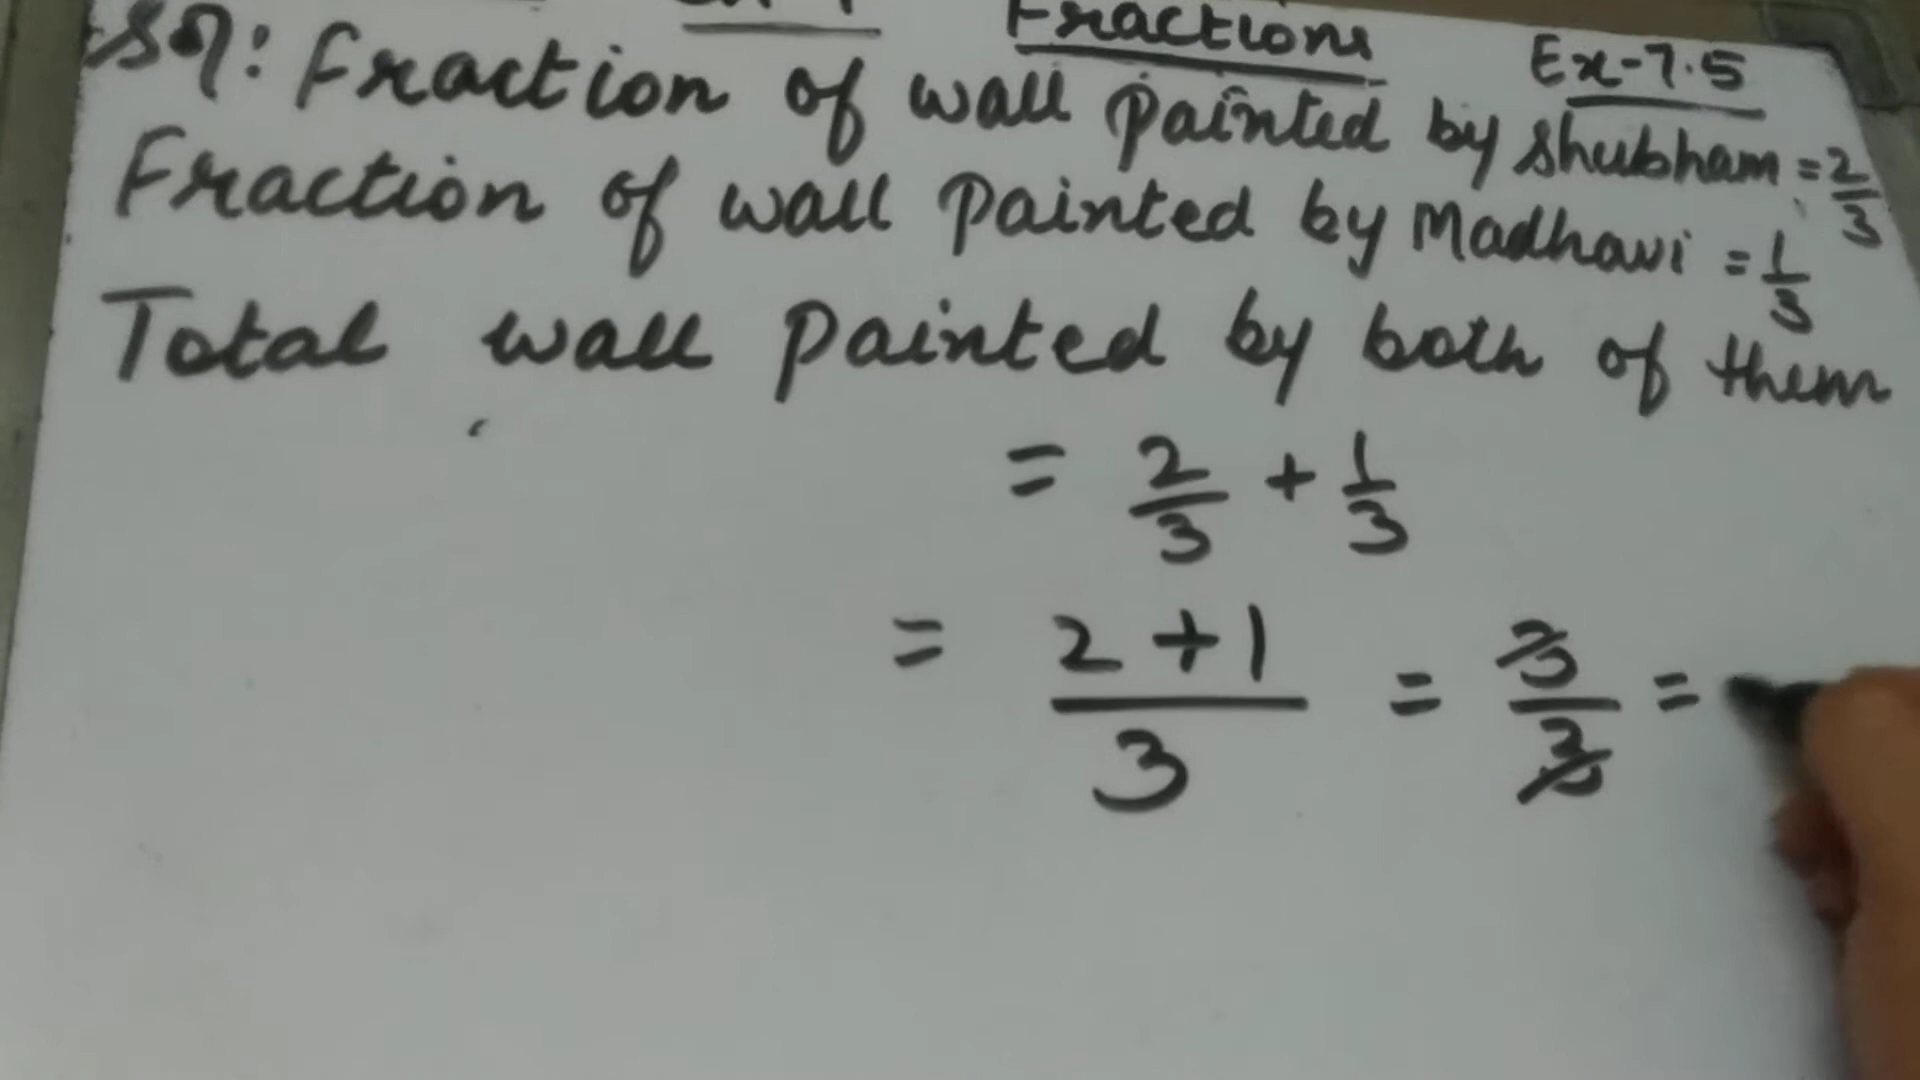 Fractions Ex-7.5
Sol: Fraction of wall painted by Shubham = 2/3
Fraction of wall painted by Madhavi = 1/3
Total wall painted by both of them
= 2/3 + 1/3
= 2+1/3 = 3/3 =